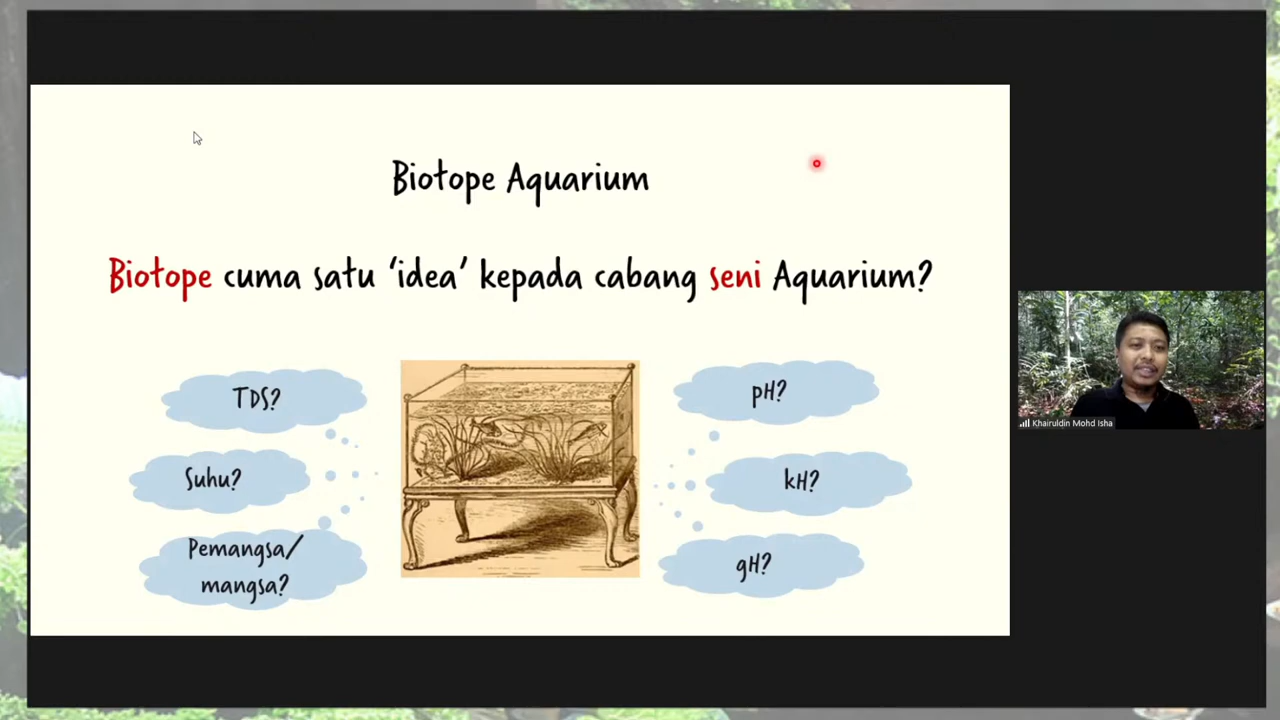 Biotope Aquarium
Biotope cuma satu ‘idea’ kepada cabang seni Aquarium?
TDS?
pH?
Suhu?
kH?
Pemangsa/
mangsa?
gH?
Khairuldin Mohd Isha